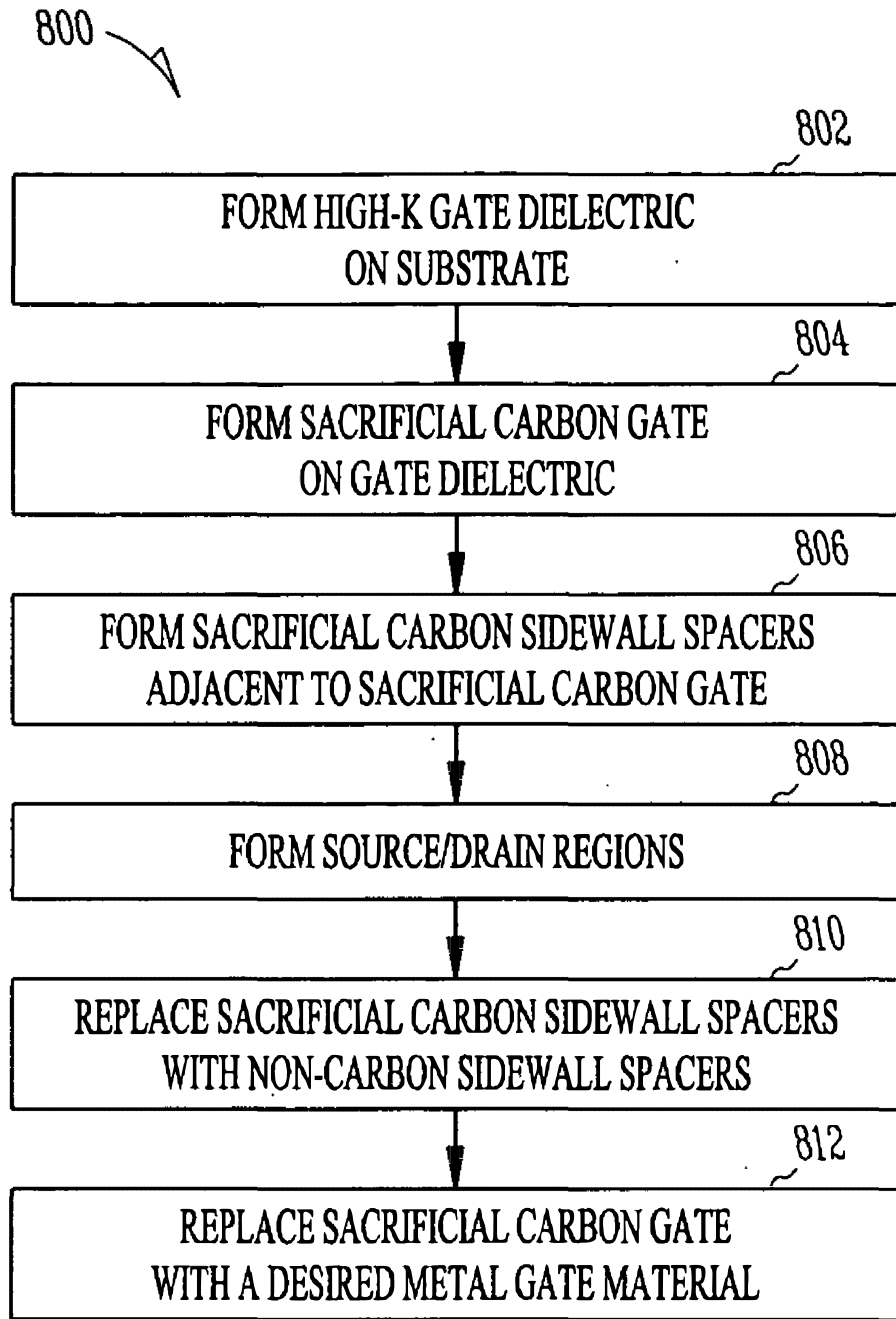 800
802
FORM HIGH-K GATE DIELECTRIC
ON SUBSTRATE
804
FORM SACRIFICIAL CARBON GATE
ON GATE DIELECTRIC
806
FORM SACRIFICIAL CARBON SIDEWALL SPACERS
ADJACENT TO SACRIFICIAL CARBON GATE
808
FORM SOURCE/DRAIN REGIONS
810
REPLACE SACRIFICIAL CARBON SIDEWALL SPACERS
WITH NON-CARBON SIDEWALL SPACERS
812
REPLACE SACRIFICIAL CARBON GATE
WITH A DESIRED METAL GATE MATERIAL